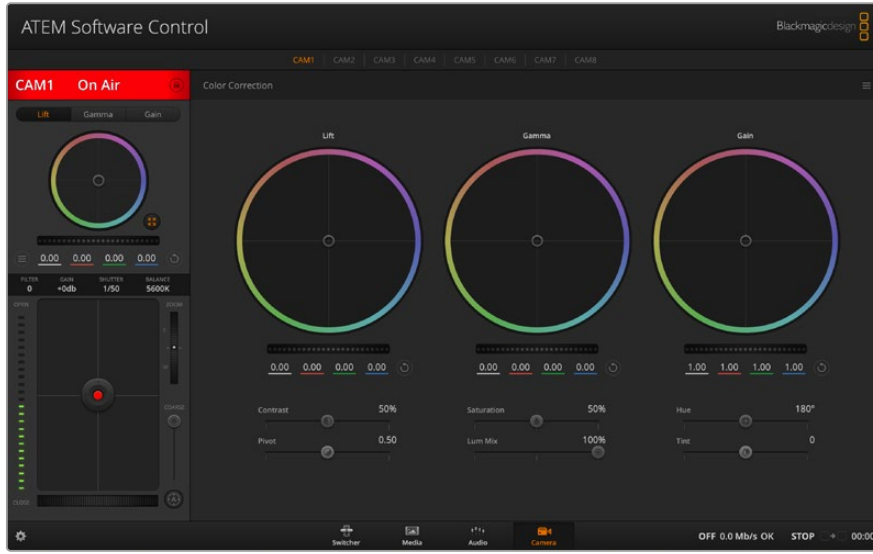 ATEM Software Control
Blackmagicdesign
CAM1 CAM2 CAM3 CAM4 CAM5 CAM6 CAM7 CAM8
CAM1 On Air
Color Correction
Lift Gamma Gain
0.00 0.00 0.00 0.00
FILTER GAIN SHUTTER BALANCE
0 +0db 1/50 5600K
OPEN ZOOM
T
W
COARSE
CLOSE
Lift Gamma Gain
0.00 0.00 0.00 0.00 0.00 0.00 0.00 0.00 1.00 1.00 1.00 1.00
Contrast 50% Saturation 50% Hue 180°
Pivot 0.50 Lum Mix 100% Tint 0
Switcher Media Audio Camera
OFF 0.0 Mb/s OK STOP 00:00